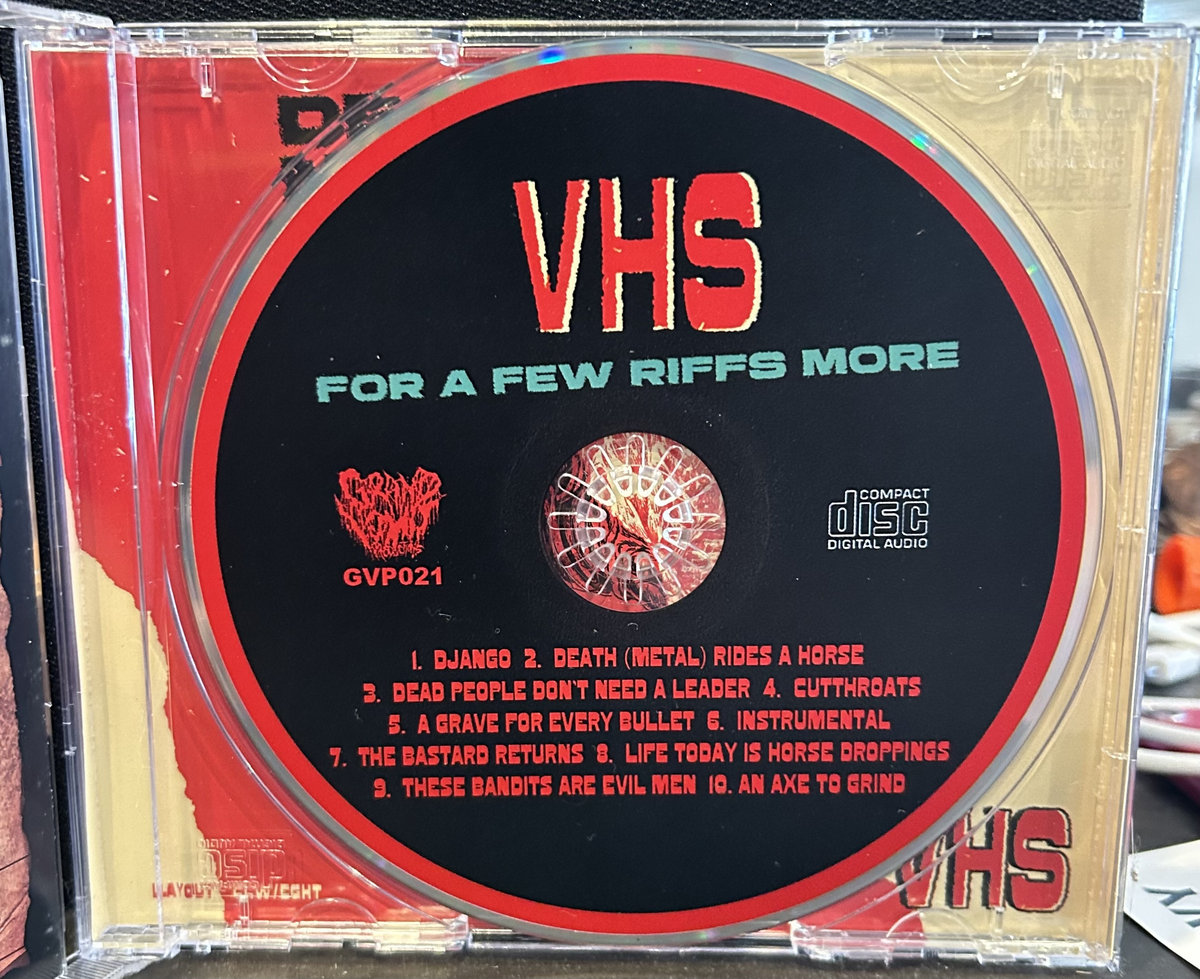 VHS
FOR A FEW RIFFS MORE
COMPACT
disc
DIGITAL AUDIO
GVP021
1. DJANGO 2. DEATH (METAL) RIDES A HORSE
3. DEAD PEOPLE DON'T NEED A LEADER 4. CUTTHROATS
5. A GRAVE FOR EVERY BULLET 6. INSTRUMENTAL
7. THE BASTARD RETURNS 8. LIFE TODAY IS HORSE DROPPINGS
9. THESE BANDITS ARE EVIL MEN 10. AN AXE TO GRIND
VHS